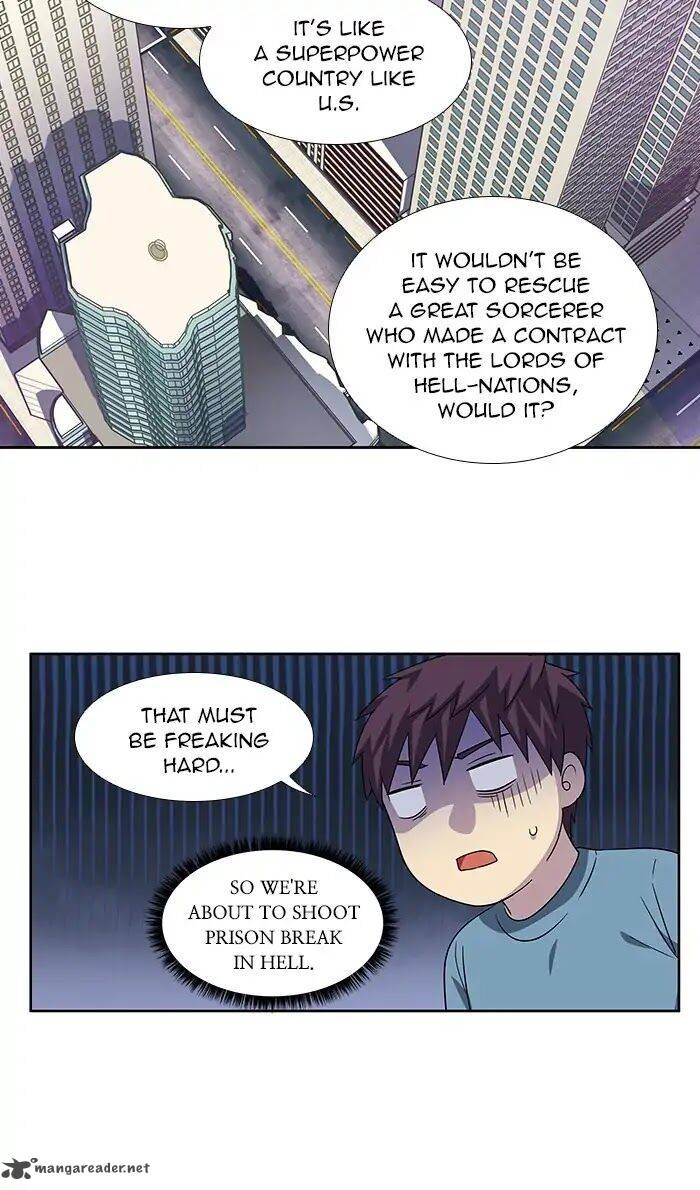 IT'S LIKE
A SUPERPOWER
COUNTRY LIKE
U.S.
IT WOULDN'T BE
EASY TO RESCUE
A GREAT SORCERER
WHO MADE A CONTRACT
WITH THE LORDS OF
HELL-NATIONS,
WOULD IT?
THAT MUST
BE FREAKING
HARD...
SO WE'RE
ABOUT TO SHOOT
PRISON BREAK
IN HELL.
mangareader.net